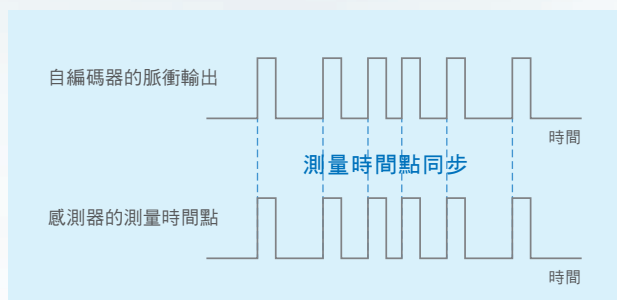 自編碼器的脈衝輸出
時間
測量時間點同步
感測器的測量時間點
時間